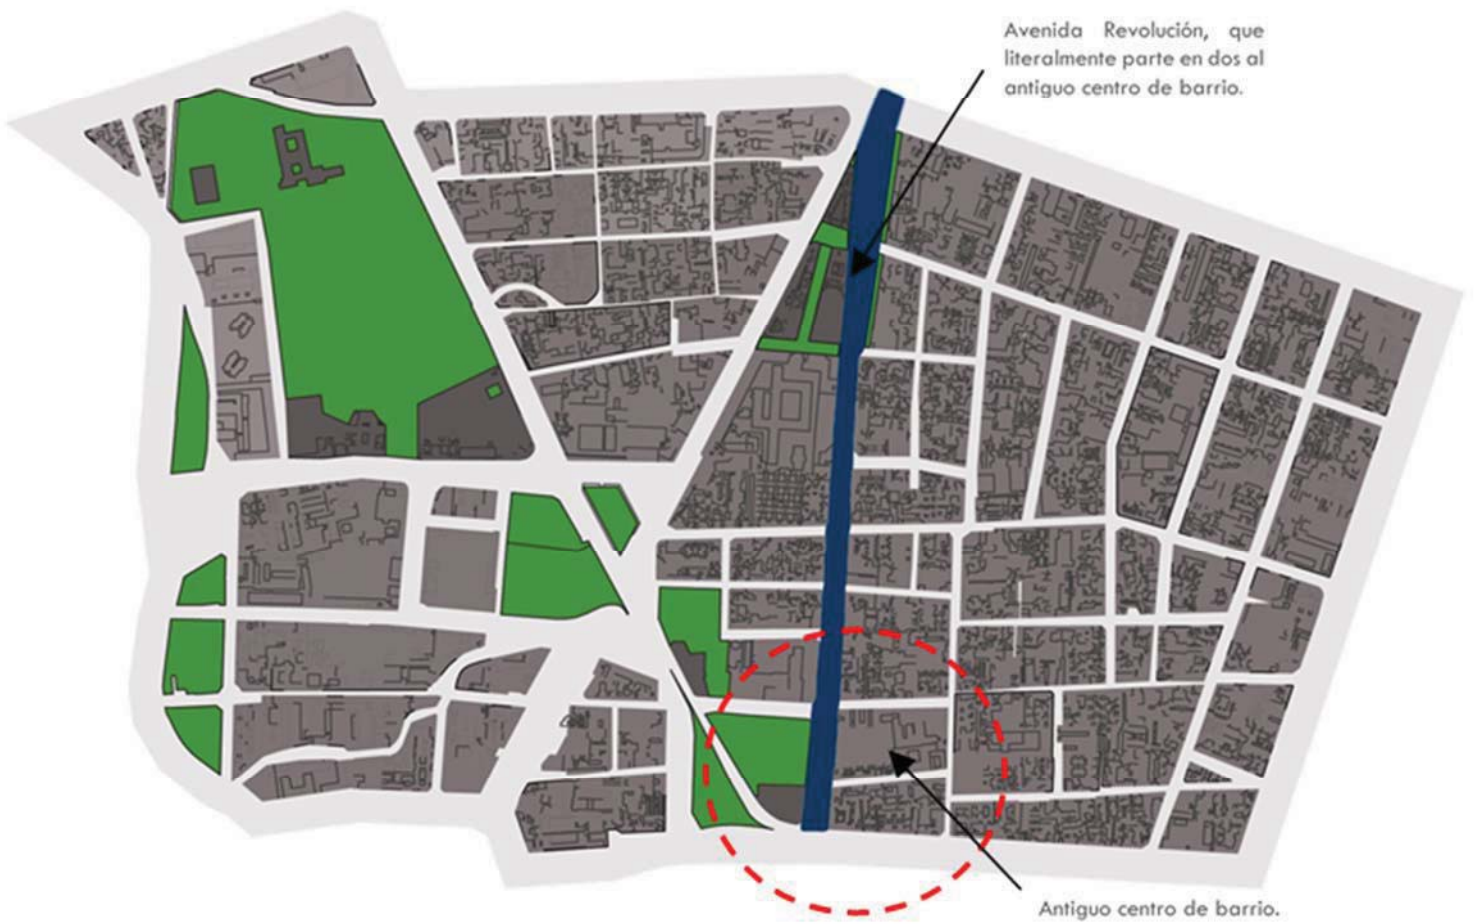 Avenida Revolución, que
literalmente parte en dos al
antiguo centro de barrio.
Antiguo centro de barrio.